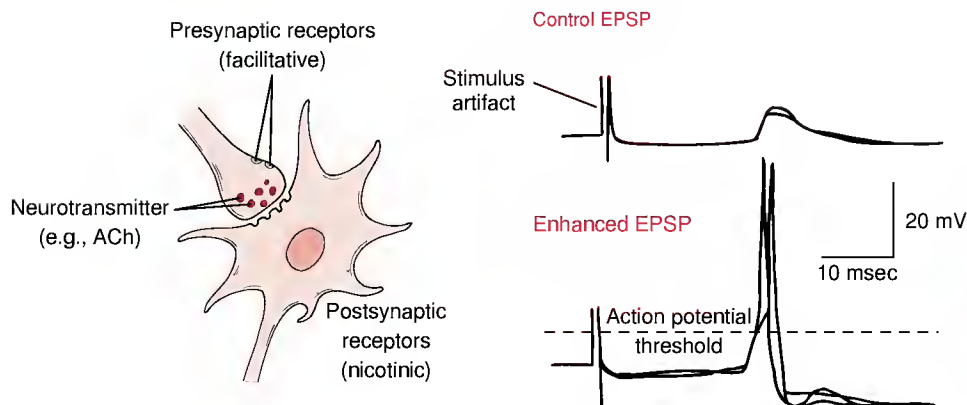 Presynaptic receptors
(facilitative)
Neurotransmitter
(e.g., ACh)
Postsynaptic
receptors
(nicotinic)
Control EPSP
Stimulus
artifact
Enhanced EPSP
20 mV
10 msec
Action potential
threshold